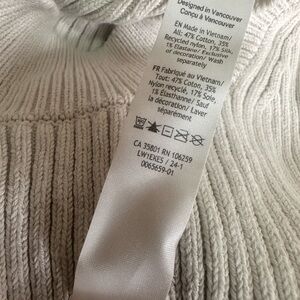 Designed in Vancouver
Conçu à Vancouver
EN Made in Vietnam/
All: 47% Cotton, 35%
Recycled nylon, 17% Silk,
1% Elastane/ Exclusive
of decoration/ Wash
separately
FR Fabriqué au Vietnam/
Tout: 47% Coton, 35%
Nylon recyclé, 17% Soie,
1% Élasthanne/ Sauf
la décoration/ Laver
séparément
CA 35801 RN 106259
LW1EXES / 24-1
0065659-01